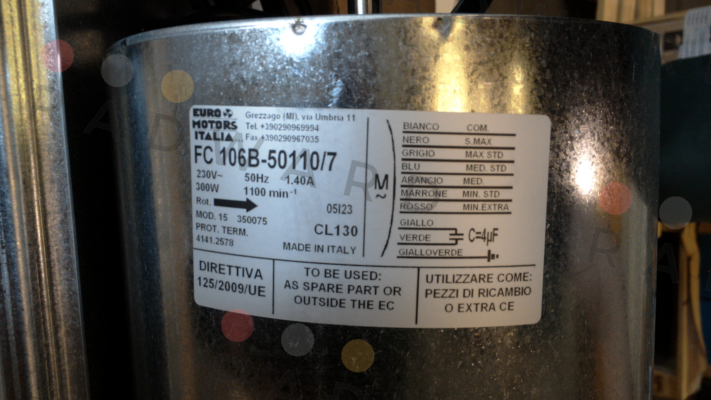 EURO
MOTORS
ITALIA
Grezzago (MI), via Umbria 11
Tel. +390290969994
Fax +390290967035
FC 106B-50110/7
230V~ 50Hz 1.40A
300W 1100 min⁻¹
Rot.
05I23
MOD. 15 350075
CL130
PROT. TERM.
4141.2578
MADE IN ITALY
M
~
BIANCO COM.
NERO S.MAX
GRIGIO MAX STD
BLU MED. STD
ARANCIO MED.
MARRONE MIN. STD
ROSSO MIN.EXTRA
GIALLO
VERDE C=4µF
GIALLOVERDE
DIRETTIVA
125/2009/UE
TO BE USED:
AS SPARE PART OR
OUTSIDE THE EC
UTILIZZARE COME:
PEZZI DI RICAMBIO
O EXTRA CE